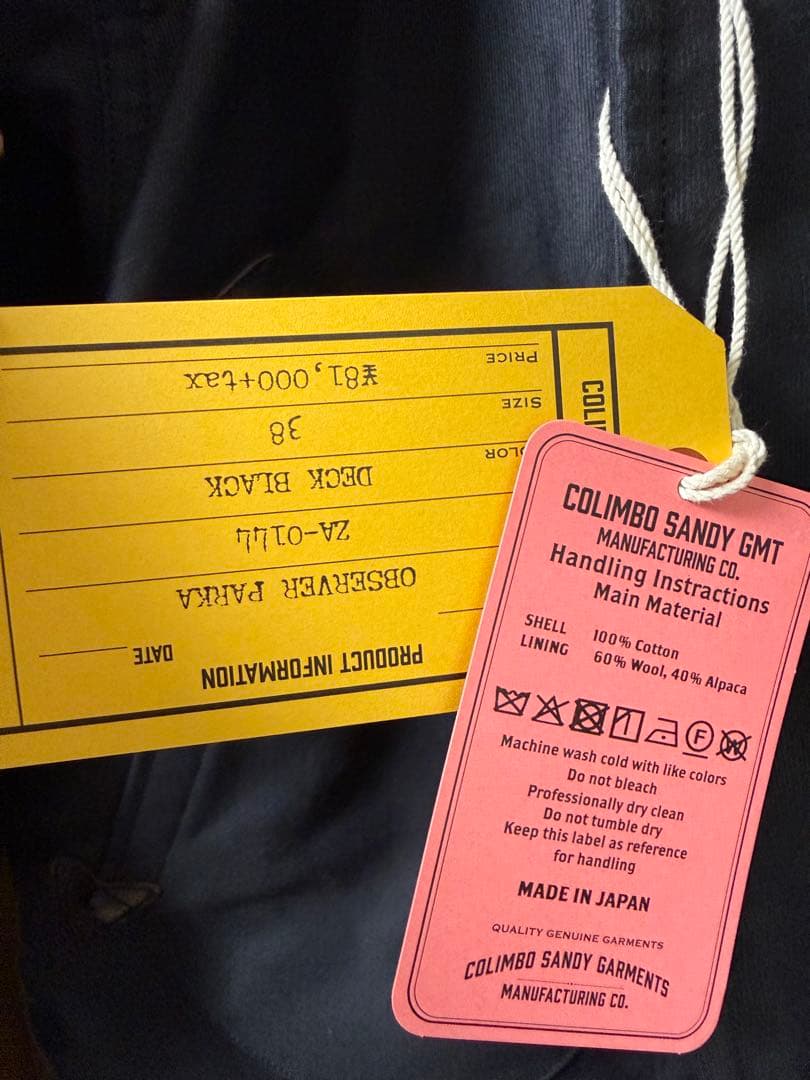 PRODUCT INFORMATION
DATE
OBSERVER PARKA
ZA-0144
DECK BLACK
SIZE
38
PRICE
¥81,000+tax
COLIMBO SANDY GMT
MANUFACTURING CO.
Handling Instractions
Main Material
SHELL 100% Cotton
LINING 60% Wool, 40% Alpaca
F
W
Machine wash cold with like colors
Do not bleach
Professionally dry clean
Do not tumble dry
Keep this label as reference
for handling
MADE IN JAPAN
QUALITY GENUINE GARMENTS
COLIMBO SANDY GARMENTS
MANUFACTURING CO.